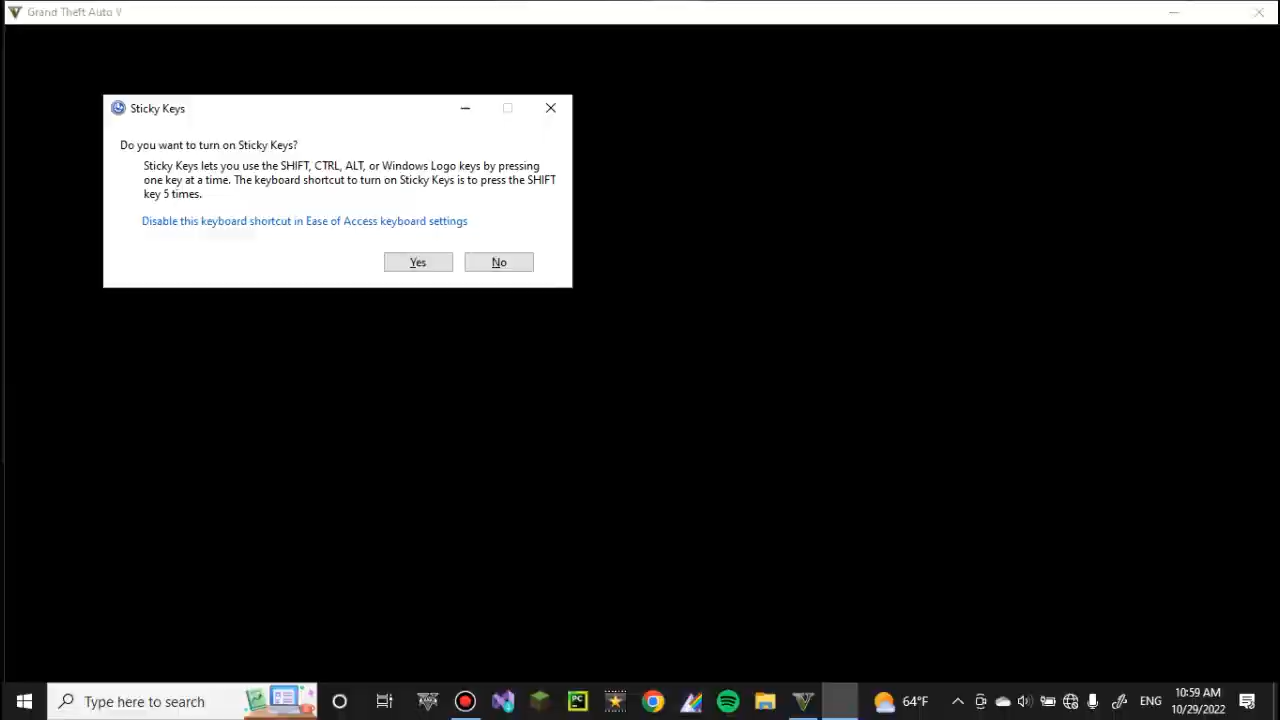 Grand Theft Auto V
Sticky Keys
Do you want to turn on Sticky Keys?
Sticky Keys lets you use the SHIFT, CTRL, ALT, or Windows Logo keys by pressing
one key at a time. The keyboard shortcut to turn on Sticky Keys is to press the SHIFT
key 5 times.
Disable this keyboard shortcut in Ease of Access keyboard settings
Yes No
Type here to search
PC
64°F
ENG
10:59 AM
10/29/2022